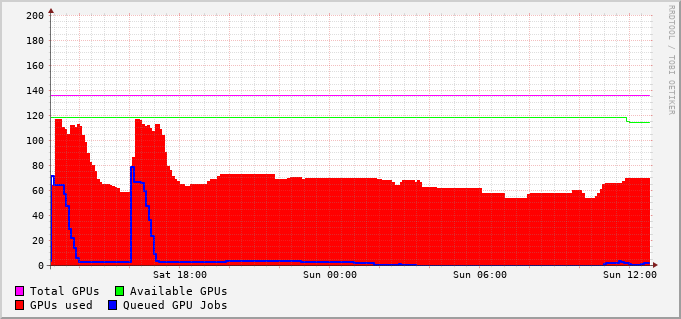 RRDTOOL / TOBI OETIKER
200
180
160
140
120
100
80
60
40
20
0
Sat 18:00 Sun 00:00 Sun 06:00 Sun 12:00
Total GPUs Available GPUs
GPUs used Queued GPU Jobs